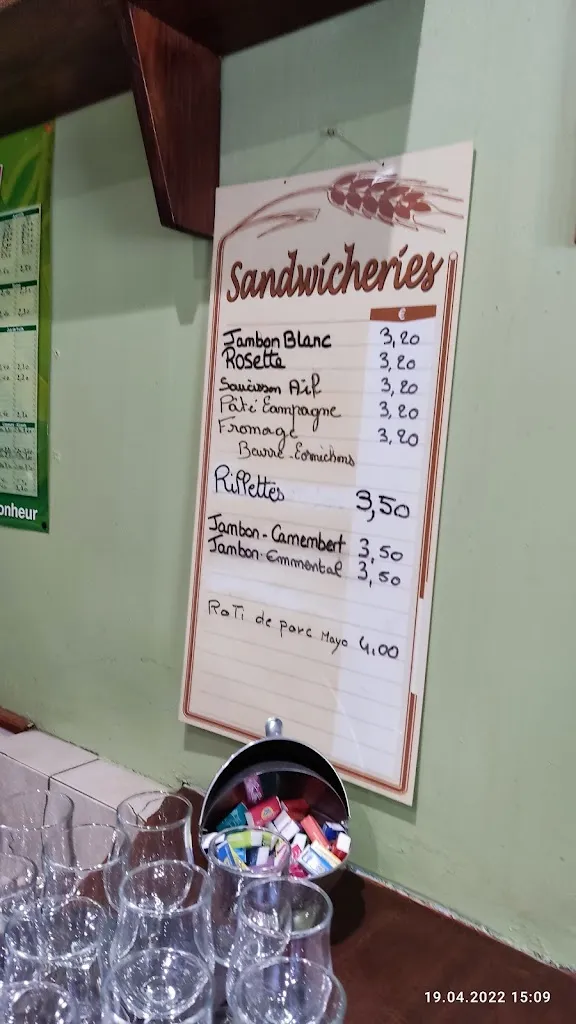 Sandwicheries
€
Jambon Blanc 3,20
Rosette 3,20
Saucisson Ail 3,20
Pâté Campagne 3,20
Fromage 3,20
Beurre-Cornichons
Rillettes 3,50
Jambon-Camembert 3,50
Jambon-Emmental 3,50
RoTi de porc Mayo 4,00
onheur
19.04.2022 15:09